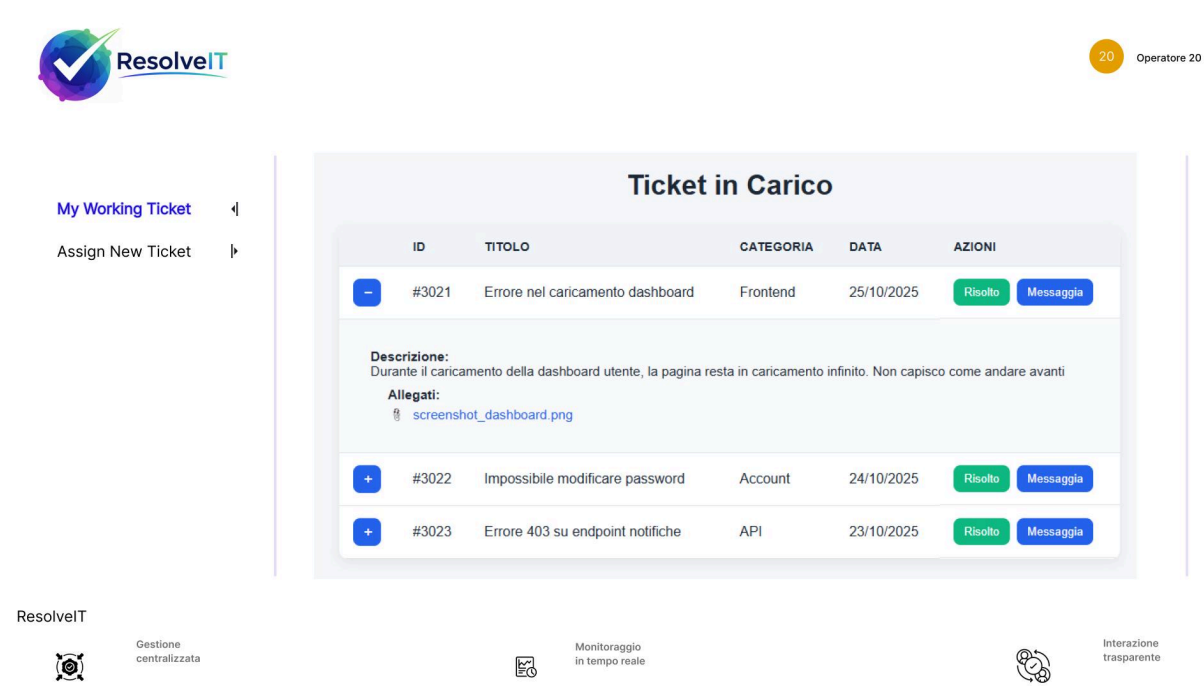 ResolveIT
20 Operatore 20
My Working Ticket
Assign New Ticket
Ticket in Carico
ID TITOLO CATEGORIA DATA AZIONI
− #3021 Errore nel caricamento dashboard Frontend 25/10/2025 Risolto Messaggia
Descrizione:
Durante il caricamento della dashboard utente, la pagina resta in caricamento infinito. Non capisco come andare avanti
Allegati:
screenshot_dashboard.png
+ #3022 Impossibile modificare password Account 24/10/2025 Risolto Messaggia
+ #3023 Errore 403 su endpoint notifiche API 23/10/2025 Risolto Messaggia
ResolveIT
Gestione
centralizzata
Monitoraggio
in tempo reale
Interazione
trasparente